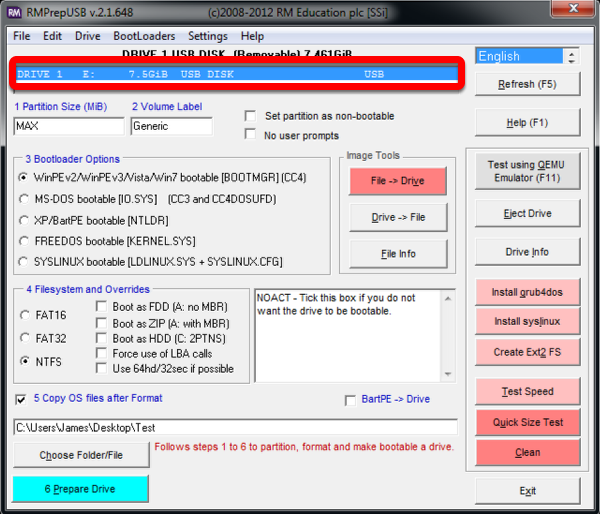 RM RMPrepUSB v.2.1.648 (c)2008-2012 RM Education plc [SSi]
File Edit Drive BootLoaders Settings Help
DRIVE 1 USB DISK (Removable) 7.461GiB
English
DRIVE 1 E: 7.5GiB USB DISK USB
Refresh (F5)
1 Partition Size (MiB) 2 Volume Label
MAX Generic
Set partition as non-bootable
No user prompts
Help (F1)
3 Bootloader Options
WinPEv2/WinPEv3/Vista/Win7 bootable [BOOTMGR] (CC4)
MS-DOS bootable [IO.SYS] (CC3 and CC4DOSUFD)
XP/BartPE bootable [NTLDR]
FREEDOS bootable [KERNEL.SYS]
SYSLINUX bootable [LDLINUX.SYS + SYSLINUX.CFG]
Image Tools
File -> Drive
Drive -> File
File Info
Test using QEMU
Emulator (F11)
Eject Drive
Drive Info
4 Filesystem and Overrides
FAT16
FAT32
NTFS
Boot as FDD (A: no MBR)
Boot as ZIP (A: with MBR)
Boot as HDD (C: 2PTNS)
Force use of LBA calls
Use 64hd/32sec if possible
NOACT - Tick this box if you do not
want the drive to be bootable.
Install grub4dos
Install syslinux
Create Ext2 FS
5 Copy OS files after Format
BartPE -> Drive
Test Speed
C:\Users\James\Desktop\Test
Quick Size Test
Choose Folder/File
Follows steps 1 to 6 to partition, format and make bootable a drive.
Clean
6 Prepare Drive
Exit